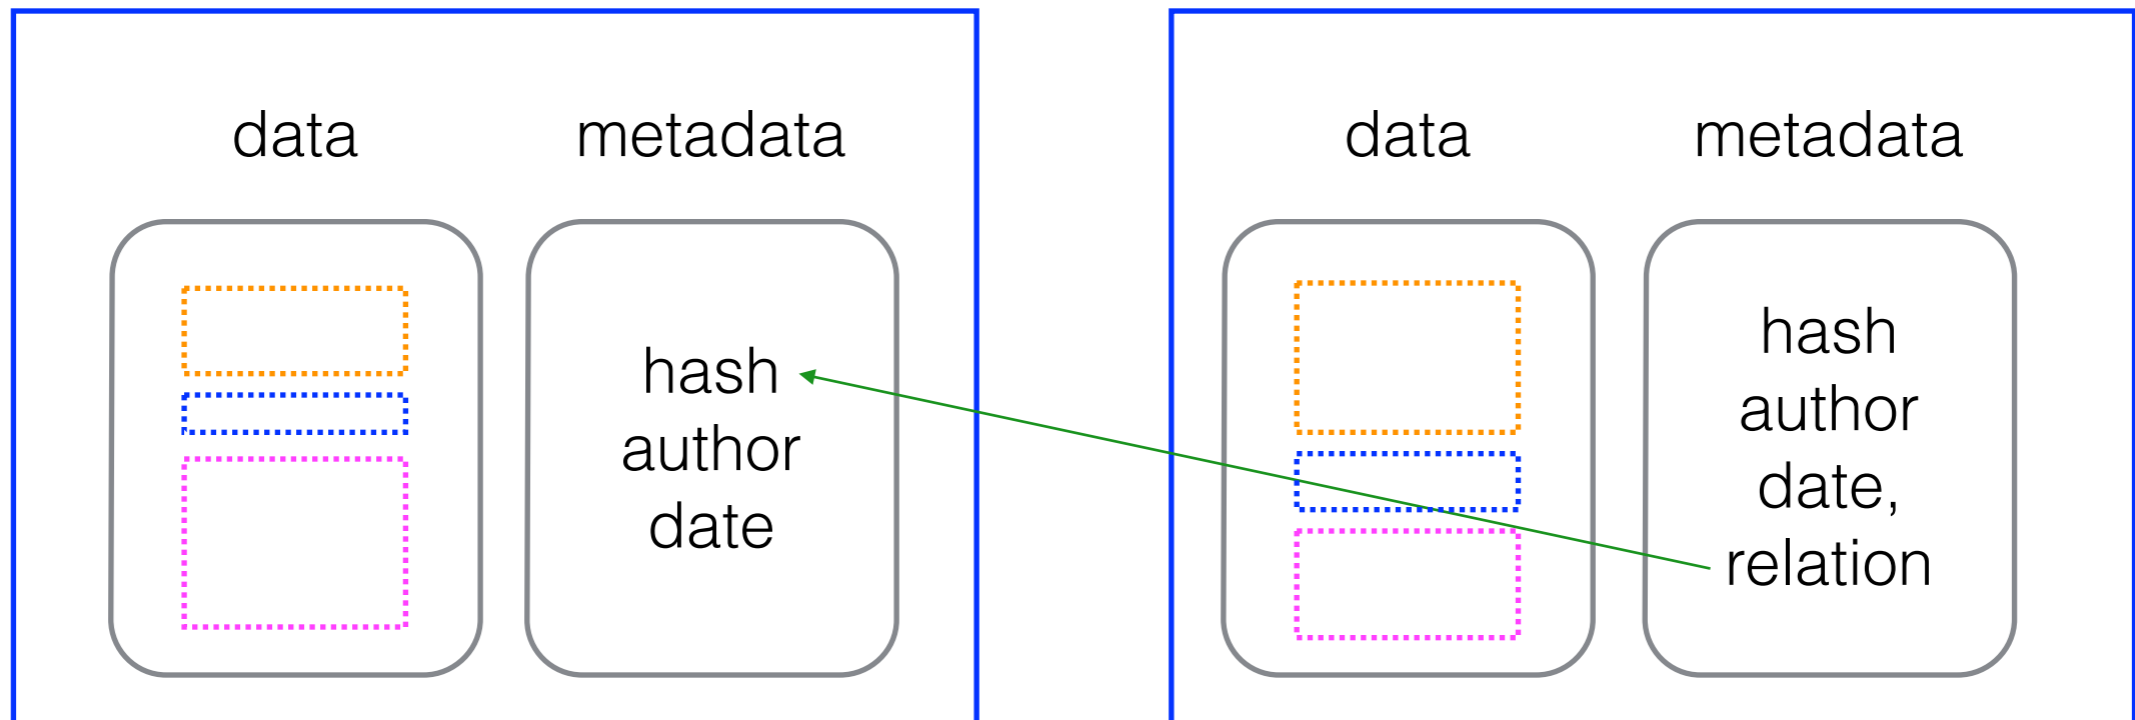 data
metadata
hash
author
date
data
metadata
hash
author
date,
relation